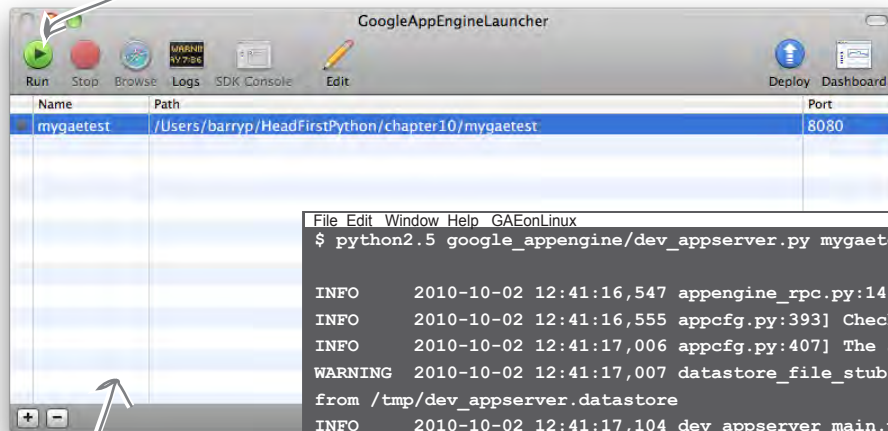 GoogleAppEngineLauncher
Run Stop Browse Logs SDK Console Edit Deploy Dashboard
Name Path Port
mygaetest /Users/barryp/HeadFirstPython/chapter10/mygaetest 8080
File Edit Window Help GAEonLinux
$ python2.5 google_appengine/dev_appserver.py
INFO 2010-10-02 12:41:16,547 appengine_rpc.py:14
INFO 2010-10-02 12:41:16,555 appcfg.py:393]
INFO 2010-10-02 12:41:17,006 appcfg.py:407] The
WARNING 2010-10-02 12:41:17,007 datastore_file_stub
from /tmp/dev_appserver.datastore
INFO 2010-10-02 12:41:17,104